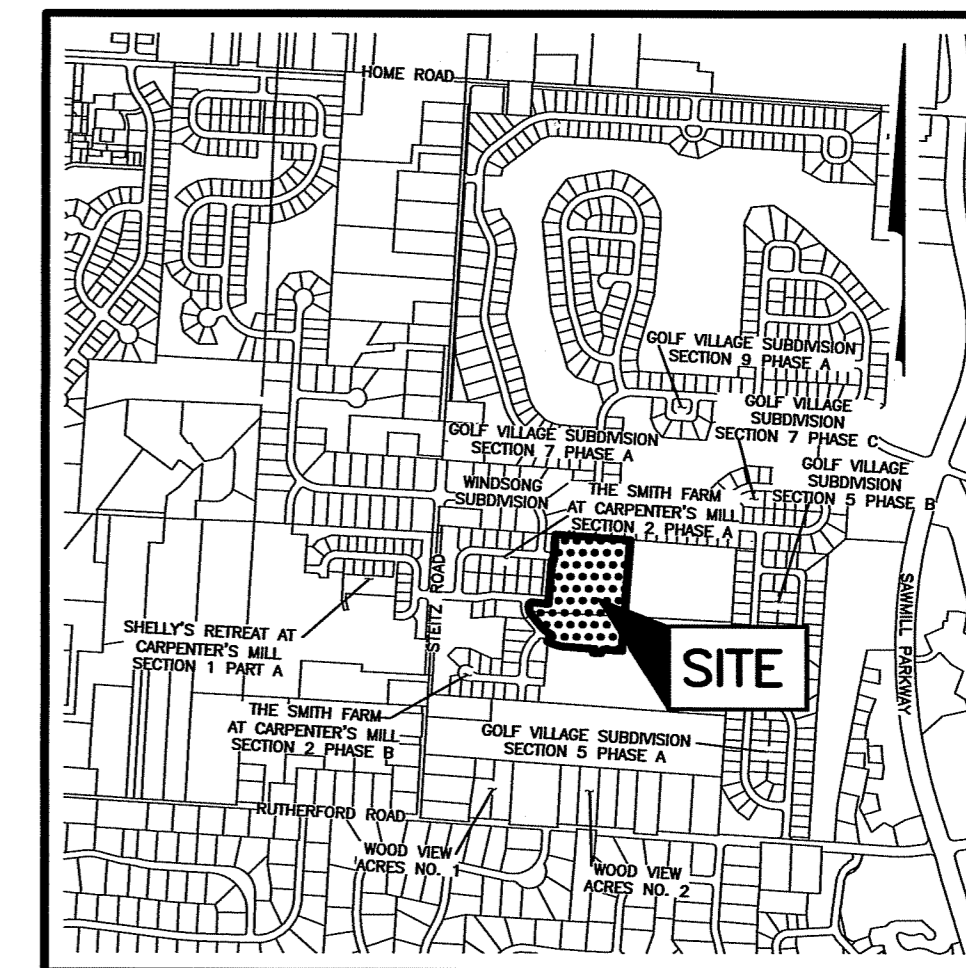 HOME ROAD
GOLF VILLAGE SUBDIVISION
SECTION 9 PHASE A
GOLF VILLAGE
SUBDIVISION
SECTION 7 PHASE C
GOLF VILLAGE SUBDIVISION
SECTION 7 PHASE A
GOLF VILLAGE
SUBDIVISION
SECTION 5 PHASE B
WINDSONG
SUBDIVISION
THE SMITH FARM
AT CARPENTER'S MILL
SECTION 2 PHASE A
STEITZ ROAD
SAWMILL PARKWAY
SHELLY'S RETREAT AT
CARPENTER'S MILL
SECTION 1 PART A
SITE
THE SMITH FARM
AT CARPENTER'S MILL
SECTION 2 PHASE B
GOLF VILLAGE SUBDIVISION
SECTION 5 PHASE A
RUTHERFORD ROAD
WOOD VIEW
ACRES NO. 1
WOOD VIEW
ACRES NO. 2